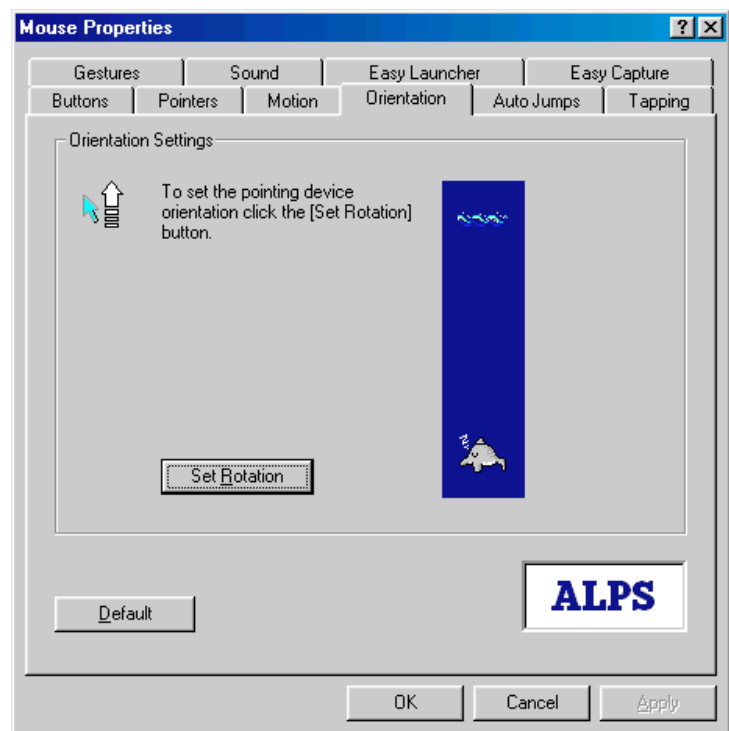 Mouse Properties
Gestures Sound Easy Launcher Easy Capture
Buttons Pointers Motion Orientation Auto Jumps Tapping
Orientation Settings
To set the pointing device
orientation click the [Set Rotation]
button.
Set Rotation
ALPS
Default
OK Cancel Apply